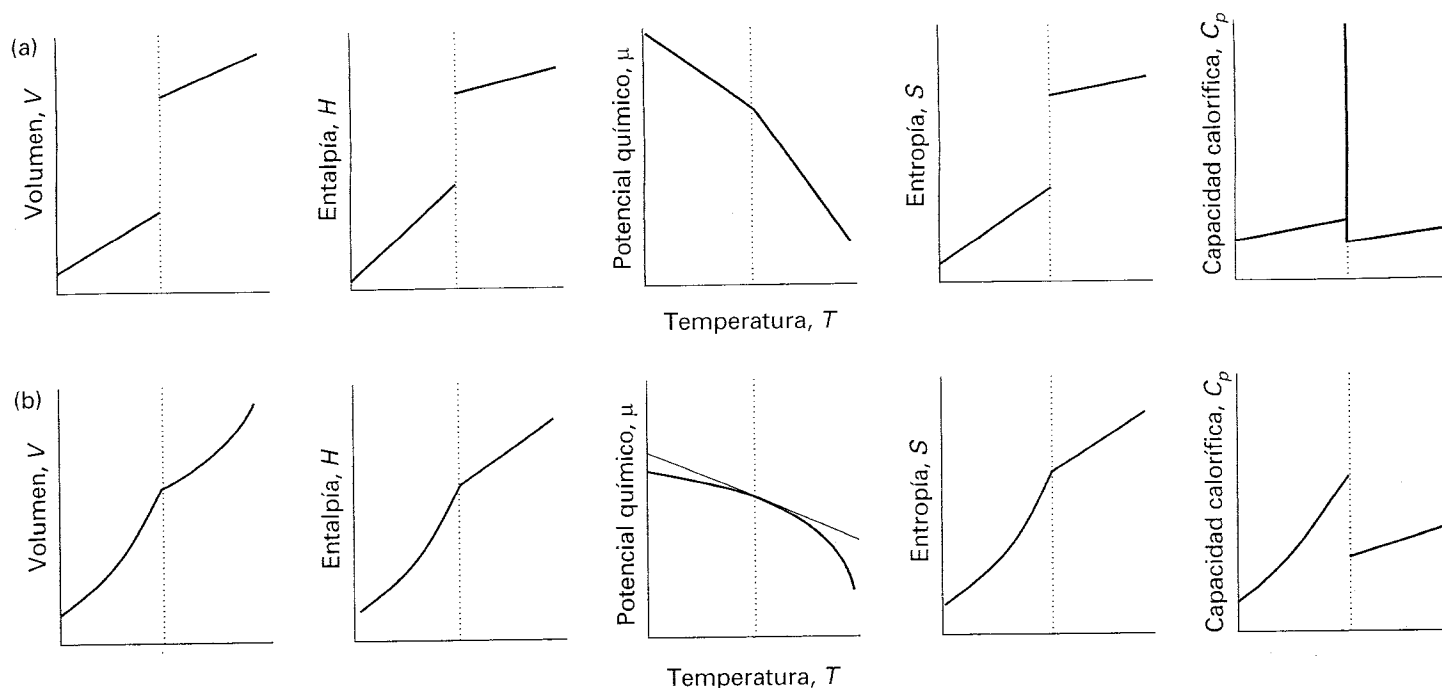 (a)
Volumen, V
Entalpía, H
Potencial químico, μ
Entropía, S
Capacidad calorífica, Cₚ
Temperatura, T
(b)
Volumen, V
Entalpía, H
Potencial químico, μ
Entropía, S
Capacidad calorífica, Cₚ
Temperatura, T